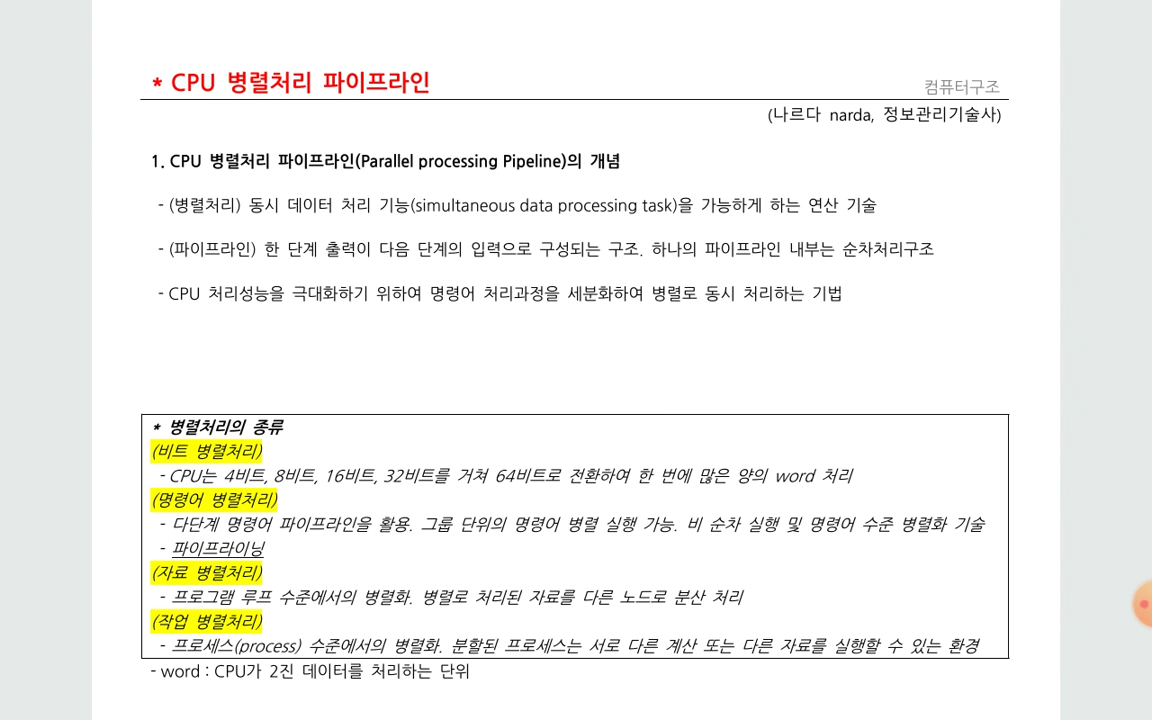 * CPU 병렬처리 파이프라인
컴퓨터구조
(나르다 narda, 정보관리기술사)
1. CPU 병렬처리 파이프라인(Parallel processing Pipeline)의 개념
- (병렬처리) 동시 데이터 처리 기능(simultaneous data processing task)을 가능하게 하는 연산 기술
- (파이프라인) 한 단계 출력이 다음 단계의 입력으로 구성되는 구조. 하나의 파이프라인 내부는 순차처리구조
- CPU 처리성능을 극대화하기 위하여 명령어 처리과정을 세분화하여 병렬로 동시 처리하는 기법
* 병렬처리의 종류
(비트 병렬처리)
- CPU는 4비트, 8비트, 16비트, 32비트를 거쳐 64비트로 전환하여 한 번에 많은 양의 word 처리
(명령어 병렬처리)
- 다단계 명령어 파이프라인을 활용. 그룹 단위의 명령어 병렬 실행 가능. 비 순차 실행 및 명령어 수준 병렬화 기술
- 파이프라이닝
(자료 병렬처리)
- 프로그램 루프 수준에서의 병렬화. 병렬로 처리된 자료를 다른 노드로 분산 처리
(작업 병렬처리)
- 프로세스(process) 수준에서의 병렬화. 분할된 프로세스는 서로 다른 계산 또는 다른 자료를 실행할 수 있는 환경
- word : CPU가 2진 데이터를 처리하는 단위